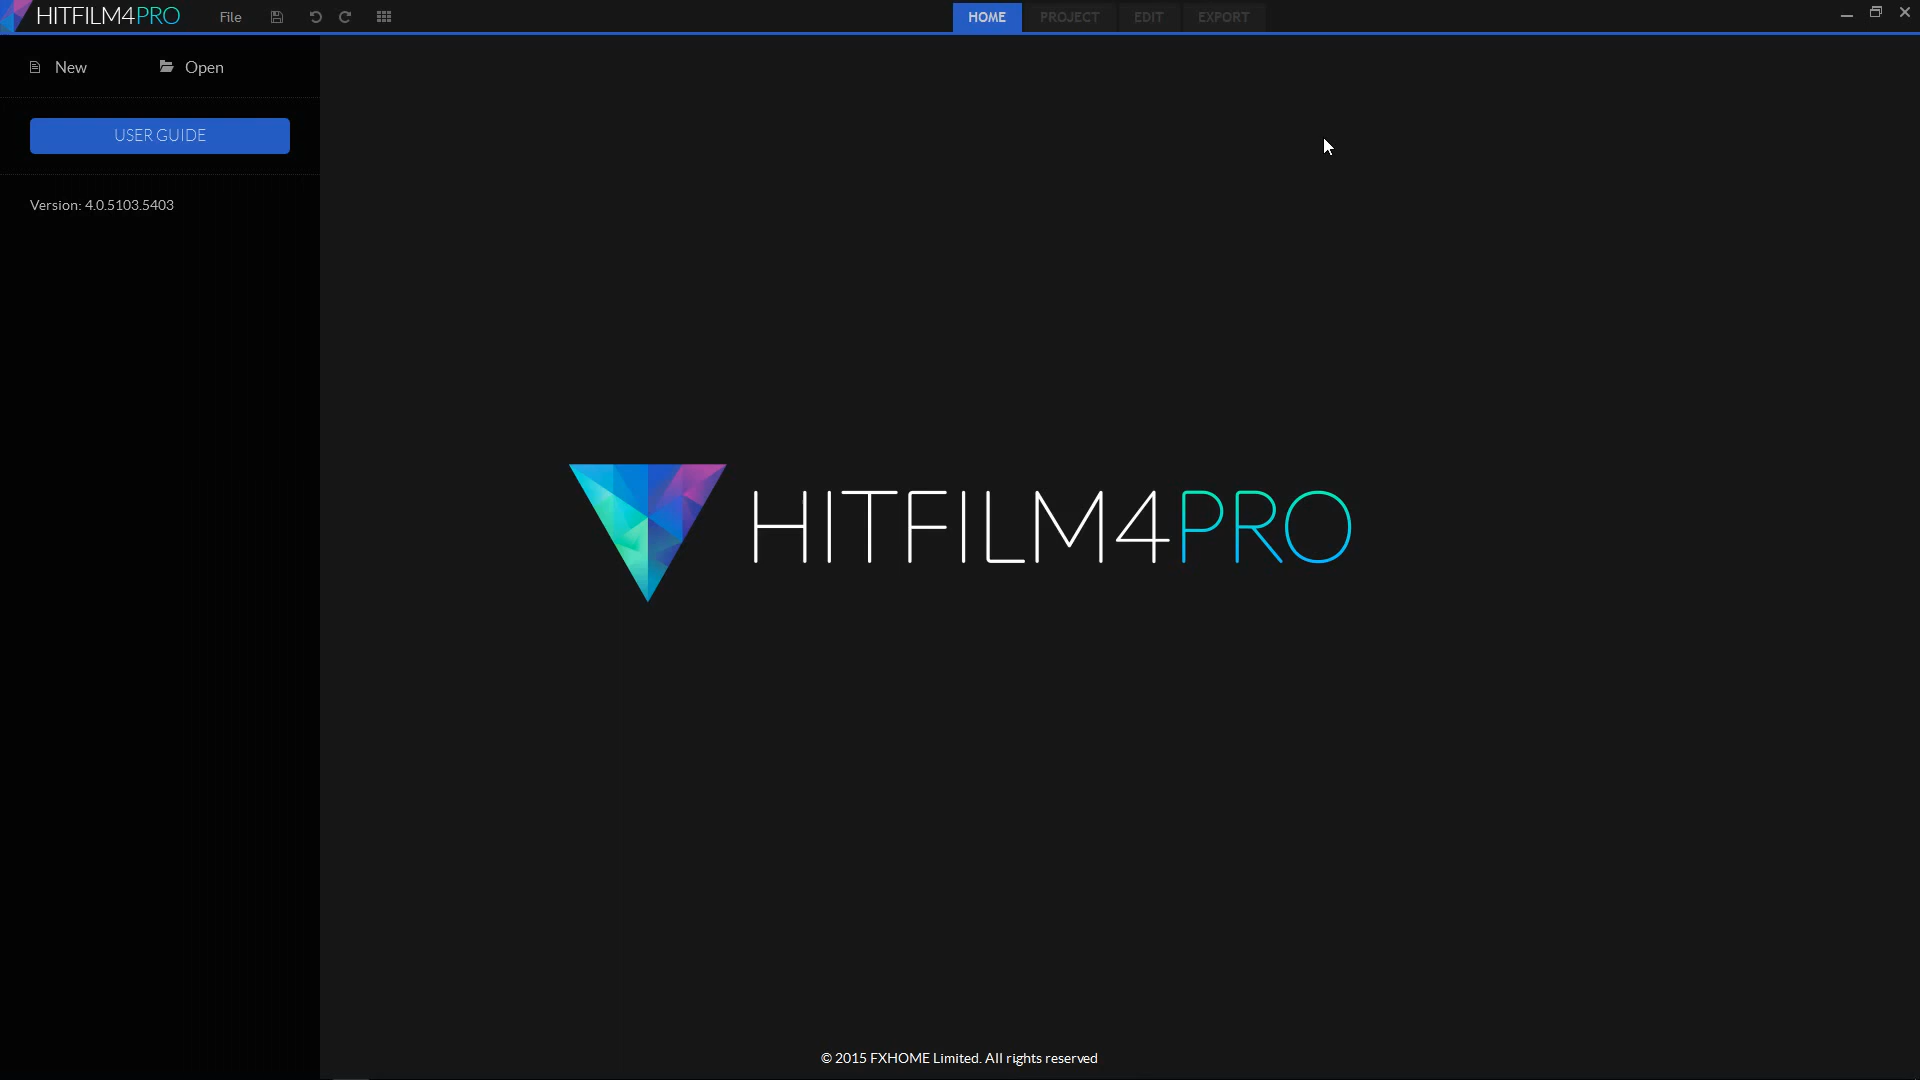 HITFILM4PRO File HOME PROJECT EDIT EXPORT
New Open
USER GUIDE
Version: 4.0.5103.5403
HITFILM4PRO
© 2015 FXHOME Limited. All rights reserved